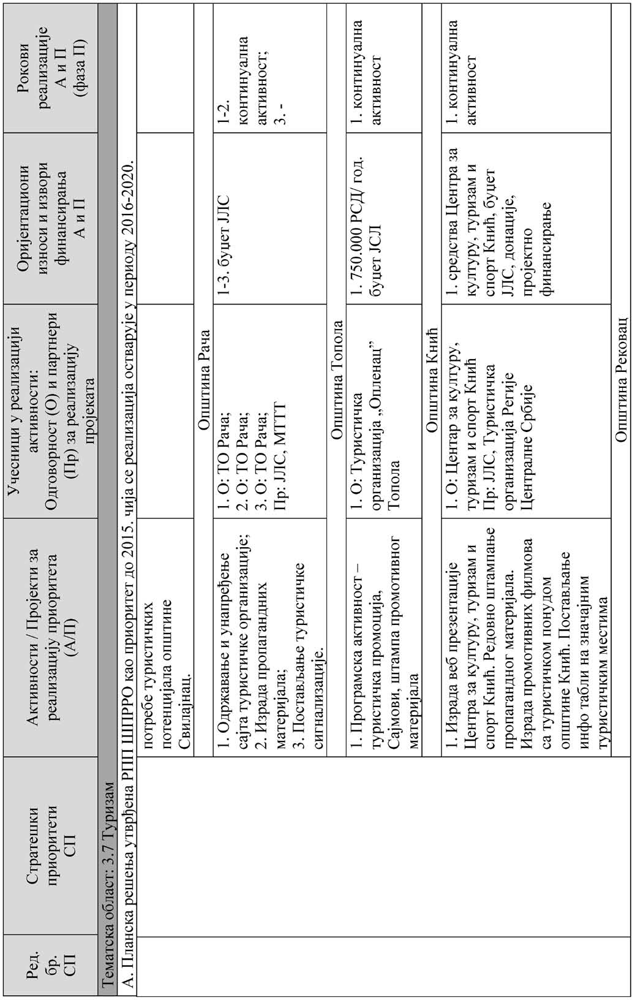 Ред.
бр.
СП
Стратешки
приоритети
СП
Активности / Пројекти за
реализацију приоритета
(А/П)
Учесници у реализацији
активности:
Одговорност (О) и партнери
(Пр) за реализацију
пројеката
Оријентациони
износи и извори
финансирања
А и П
Рокови
реализације
А и П
(фаза П)
Тематска област: 3.7 Туризам
А. Планска решења утврђена РПП ШПРО као приоритет до 2015. чија се реализација остварује у периоду 2016-2020.
потребе туристичких
потенцијала општине
Свилајнац.
Општина Рача
1. Одржавање и унапређење
сајта туристичке организације;
2. Израда пропагандних
материјала;
3. Постављање туристичке
сигнализације.
1. О: ТО Рача;
2. О: ТО Рача;
3. О: ТО Рача;
Пр: ЈЛС, МТТТ
1-3. буџет ЈЛС
1-2.
континуална
активност;
3. -
Општина Топола
1. Програмска активност –
туристичка промоција,
Сајмови, штампа промотивног
материјала
1. О: Туристичка
организација „Опленац”
Топола
1. 750.000 РСД/ год.
буџет ЈСЛ
1. континуална
активност
Општина Кнић
1. Израда веб презентације
Центра за културу, туризам и
спорт Кнић. Редовно штампање
пропагандног материјала.
Израда промотивних филмова
са туристичком понудом
општине Кнић. Постављање
инфо табли на значајним
туристичким местима
1. О: Центар за културу,
туризам и спорт Кнић
Пр: ЈЛС, Туристичка
организација Регије
Централне Србије
1. средства Центра за
културу, туризам и
спорт Кнић, буџет
ЈЛС, донације,
пројектно
финансирање
1. континуална
активност
Општина Рековац